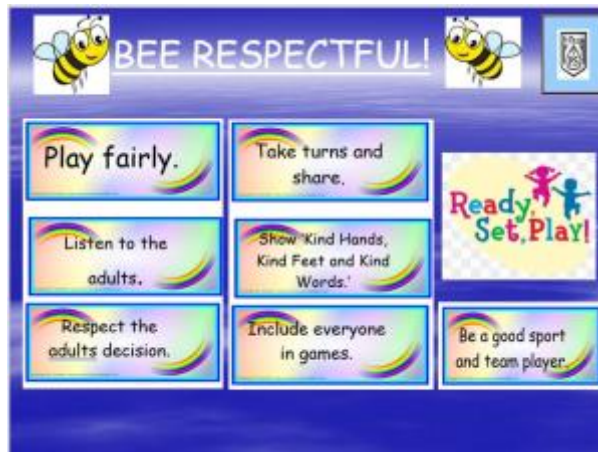 BEE RESPECTFUL!
Play fairly.
Take turns and
share.
Ready,
Set, Play!
Listen to the
adults.
Show 'Kind Hands,
Kind Feet and Kind
Words.'
Respect the
adults decision.
Include everyone
in games.
Be a good sport
and team player.